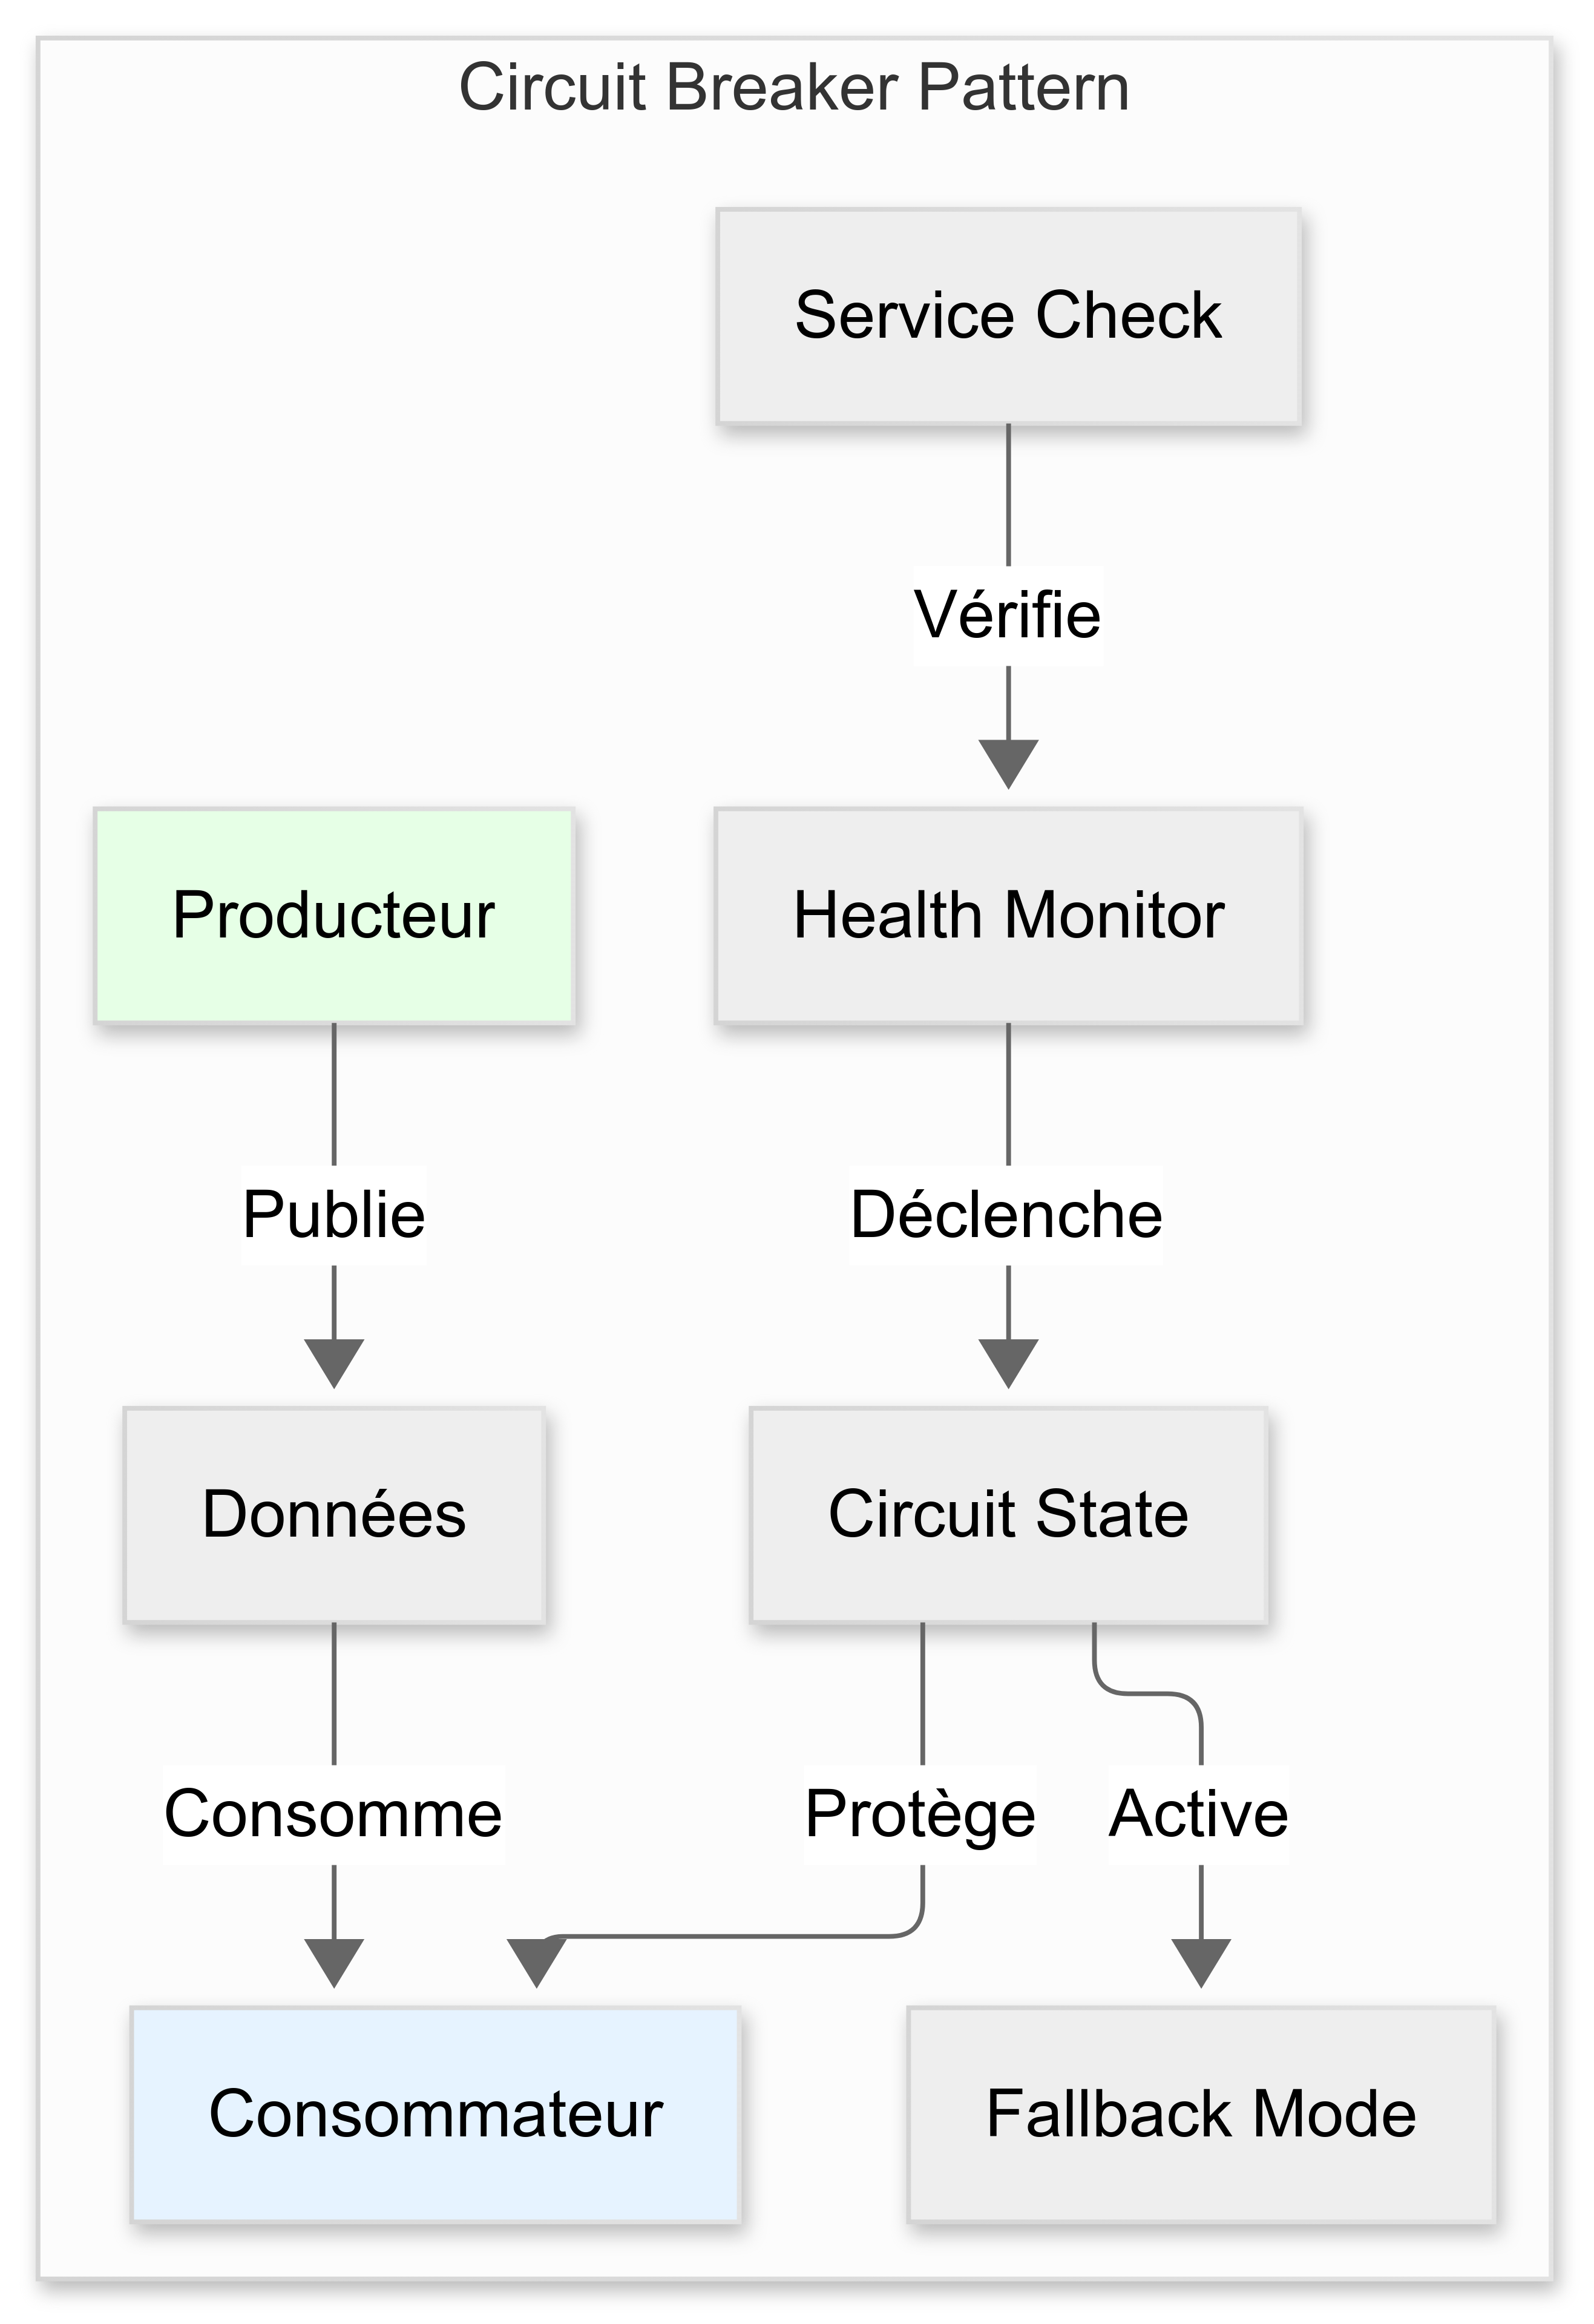 Circuit Breaker Pattern
Service Check
Vérifie
Producteur
Health Monitor
Publie
Déclenche
Données
Circuit State
Consomme
Protège
Active
Consommateur
Fallback Mode